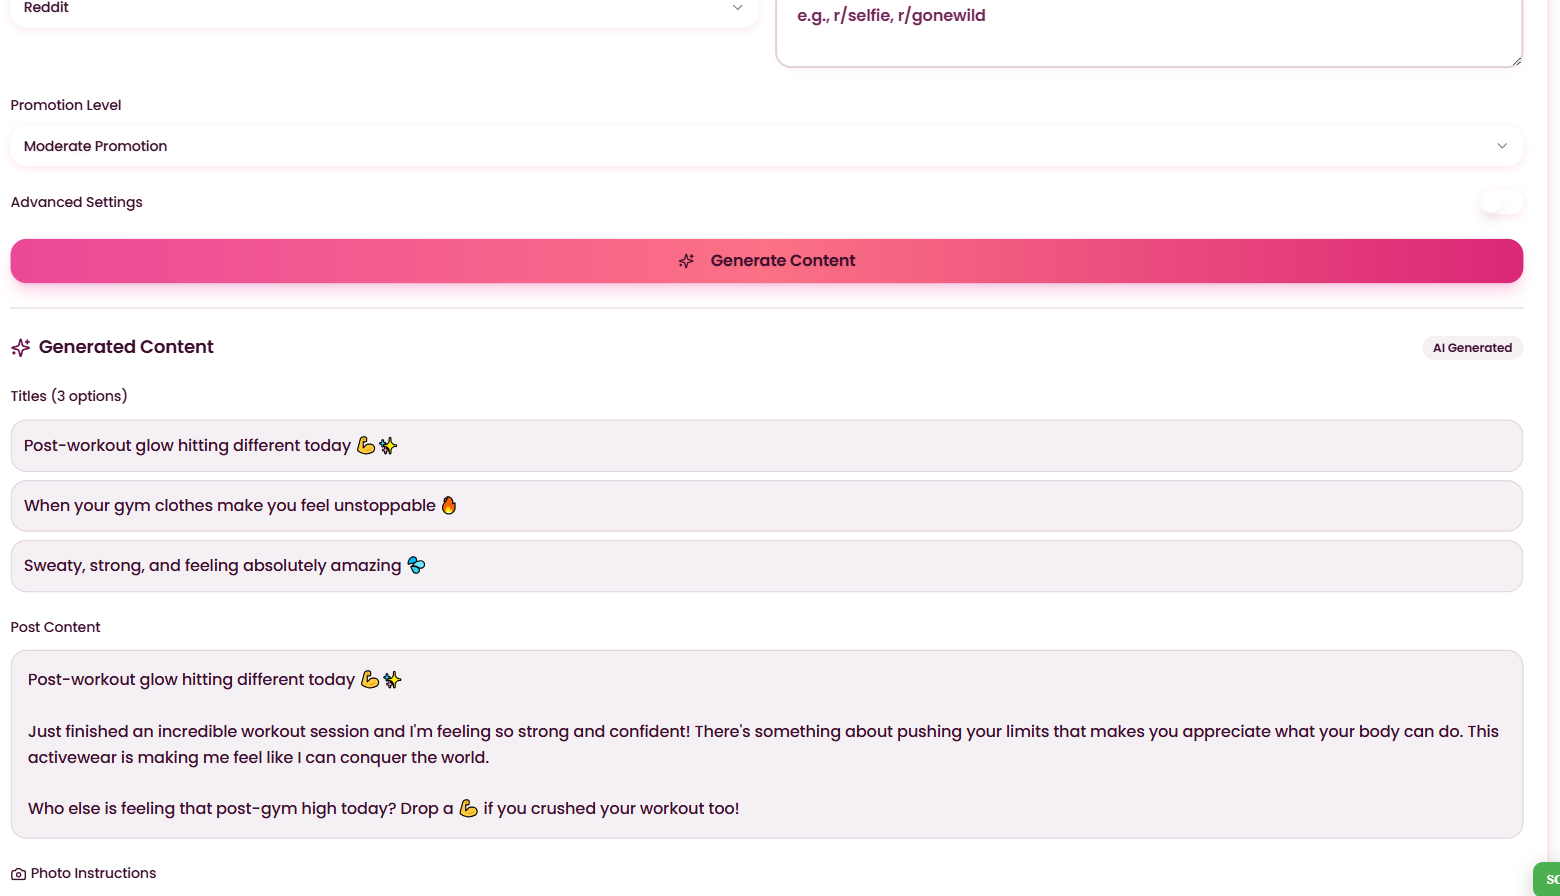 Reddit
e.g., r/selfie, r/gonewild
Promotion Level
Moderate Promotion
Advanced Settings
Generate Content
Generated Content
AI Generated
Titles (3 options)
Post-workout glow hitting different today 💪✨
When your gym clothes make you feel unstoppable 🔥
Sweaty, strong, and feeling absolutely amazing 💦
Post Content
Post-workout glow hitting different today 💪✨
Just finished an incredible workout session and I'm feeling so strong and confident! There's something about pushing your limits that makes you appreciate what your body can do. This
activewear is making me feel like I can conquer the world.
Who else is feeling that post-gym high today? Drop a 💪 if you crushed your workout too!
Photo Instructions